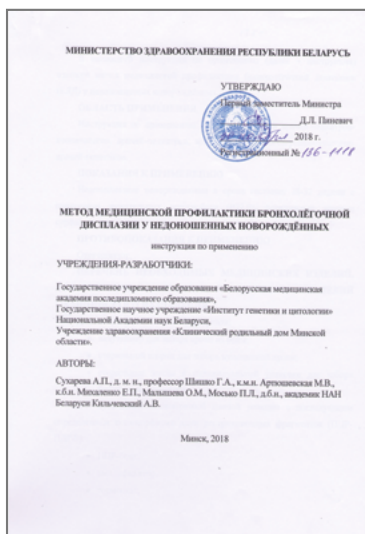 МИНИСТЕРСТВО ЗДРАВООХРАНЕНИЯ РЕСПУБЛИКИ БЕЛАРУСЬ
УТВЕРЖДАЮ
Первый заместитель Министра
Д.Л. Пиневич
2018 г.
Регистрационный № 136-1118
МЕТОД МЕДИЦИНСКОЙ ПРОФИЛАКТИКИ БРОНХОЛЁГОЧНОЙ
ДИСПЛАЗИИ У НЕДОНОШЕННЫХ НОВОРОЖДЁННЫХ
инструкция по применению
УЧРЕЖДЕНИЯ-РАЗРАБОТЧИКИ:
Государственное учреждение образования «Белорусская медицинская
академия последипломного образования»,
Государственное научное учреждение «Институт генетики и цитологии»
Национальной Академии наук Беларуси,
Учреждение здравоохранения «Клинический родильный дом Минской
области».
АВТОРЫ:
Сухарева А.П., д. м. н., профессор Шишко Г.А., к.м.н. Артюшевская М.В.,
к.б.н. Михаленко Е.П., Малышева О.М., Мосько П.Л., д.б.н., академик НАН
Беларуси Кильчевский А.В.
Минск, 2018